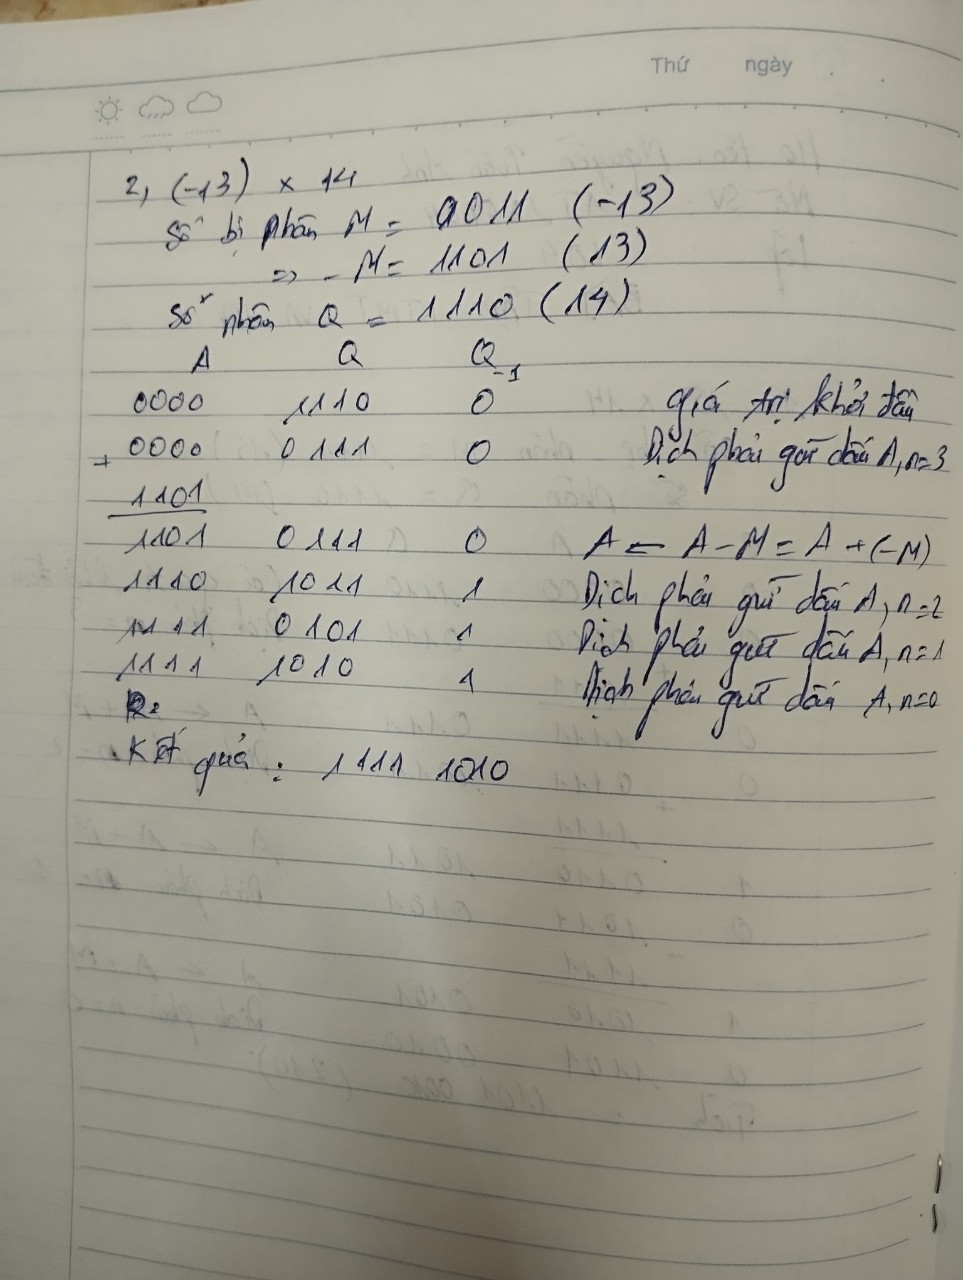 Thứ ngày
2, (-13) x 14
Số bị nhân M = 0011 (-13)
=> - M = 1101 (13)
Số nhân Q = 1110 (14)
A Q Q-1
0000 1110 0 giá trị khởi đầu
+ 0000 0111 0 Dịch phải giữ dấu A, n=3
1101
1101 0111 0 A ← A - M = A + (-M)
1110 1011 1 Dịch phải giữ dấu A, n=2
1111 0101 1 Dịch phải giữ dấu A, n=1
1111 1010 1 Dịch phải giữ dấu A, n=0
Kết quả : 1111 1010